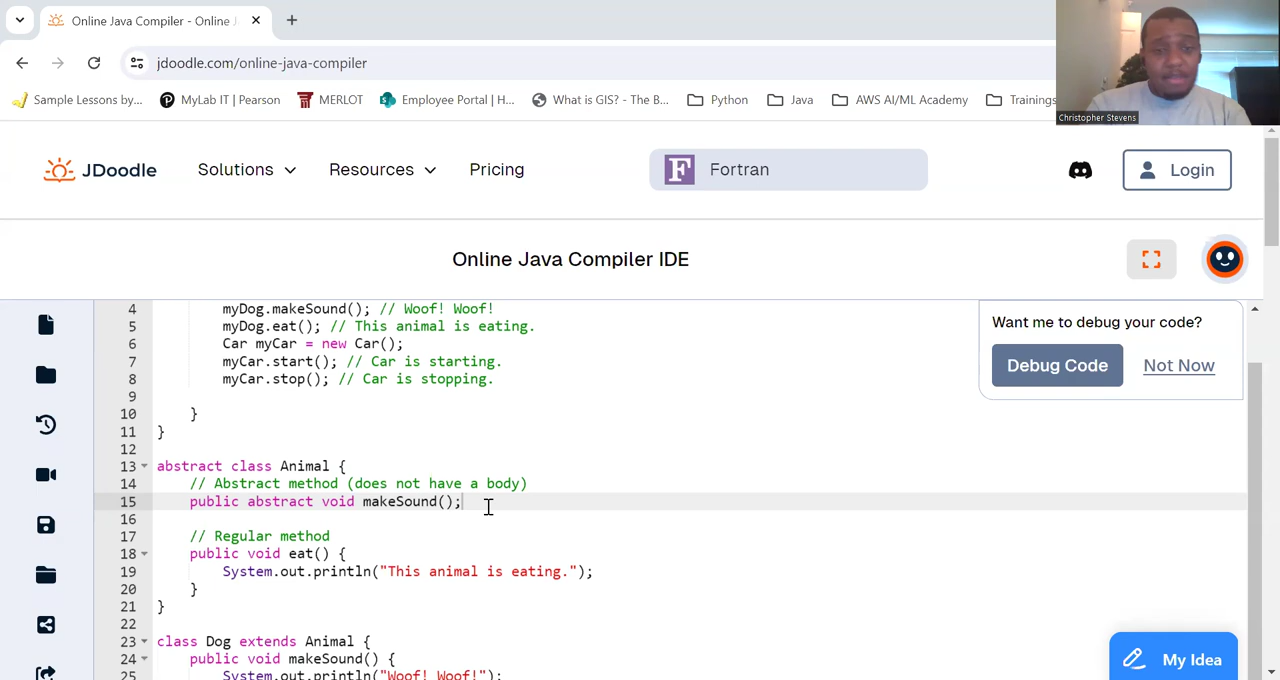 Online Java Compiler - Online J
jdoodle.com/online-java-compiler
Sample Lessons by...
MyLab IT | Pearson
MERLOT
Employee Portal | H...
What is GIS? - The B...
Python
Java
AWS AI/ML Academy
Trainings
Christopher Stevens
JDoodle
Solutions
Resources
Pricing
F
Fortran
Login
Online Java Compiler IDE
4 myDog.makeSound(); // Woof! Woof!
5 myDog.eat(); // This animal is eating.
6 Car myCar = new Car();
7 myCar.start(); // Car is starting.
8 myCar.stop(); // Car is stopping.
9
10 }
11 }
12
13 abstract class Animal {
14 // Abstract method (does not have a body)
15 public abstract void makeSound();
16
17 // Regular method
18 public void eat() {
19 System.out.println("This animal is eating.");
20 }
21 }
22
23 class Dog extends Animal {
24 public void makeSound() {
25 System.out.println("Woof! Woof!");
Want me to debug your code?
Debug Code
Not Now
My Idea